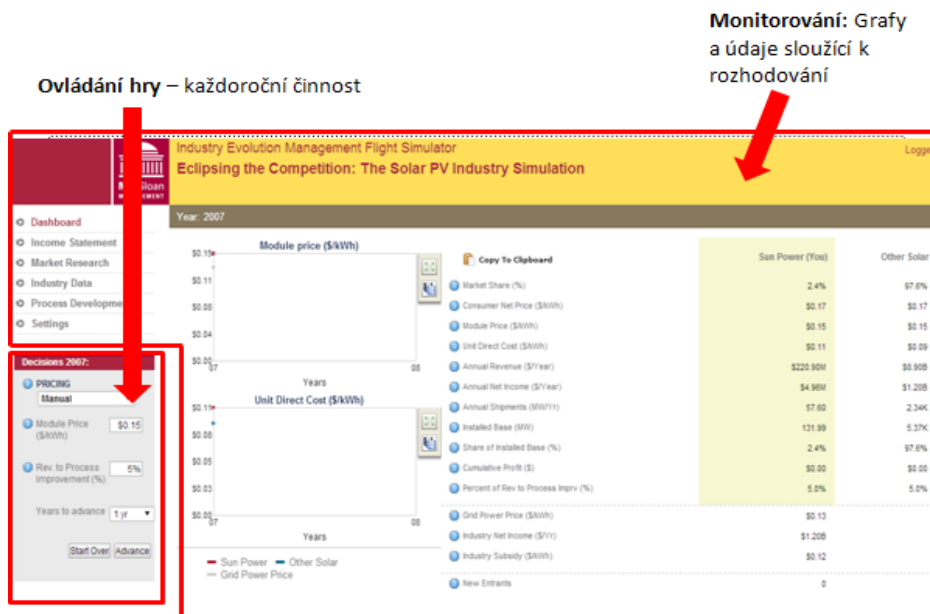 Monitorování: Grafy
a údaje sloužící k
rozhodování
Ovládání hry – každoroční činnost
Industry Evolution Management Flight Simulator
Eclipsing the Competition: The Solar PV Industry Simulation
Sloan
MANAGEMENT
Year: 2007
Dashboard
Income Statement
Market Research
Industry Data
Process Developme
Settings
Decisions 2007:
PRICING
Manual
Module Price
($/kWh)
$0.15
Rev. to Process
Improvement (%)
5%
Years to advance
1 yr
Start Over Advance
Module price ($/kWh)
$0.15
$0.11
$0.08
$0.04
$0.00
07 08
Years
Unit Direct Cost ($/kWh)
$0.11
$0.08
$0.05
$0.03
$0.00
07 08
Years
Sun Power Other Solar
Grid Power Price
Copy To Clipboard Sun Power (You) Other Solar
Market Share (%) 2.4% 97.6%
Consumer Net Price ($/kWh) $0.17 $0.17
Module Price ($/kWh) $0.15 $0.15
Unit Direct Cost ($/kWh) $0.11 $0.09
Annual Revenue ($/Year) $220.90M $8.90B
Annual Net Income ($/Year) $4.96M $1.20B
Annual Shipments (MW/Yr) 57.60 2.34K
Installed Base (MW) 131.99 5.37K
Share of Installed Base (%) 2.4% 97.6%
Cumulative Profit ($) $0.00 $0.00
Percent of Rev to Process Imprv (%) 5.0% 5.0%
Grid Power Price ($/kWh) $0.13
Industry Net Income ($/Yr) $1.20B
Industry Subsidy ($/kWh) $0.12
New Entrants 0